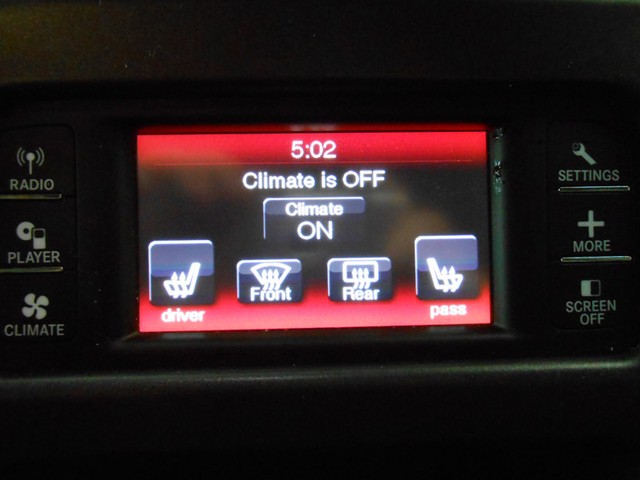 5:02
Climate is OFF
Climate
ON
Front
Rear
driver
pass
RADIO
PLAYER
CLIMATE
SETTINGS
MORE
SCREEN
OFF